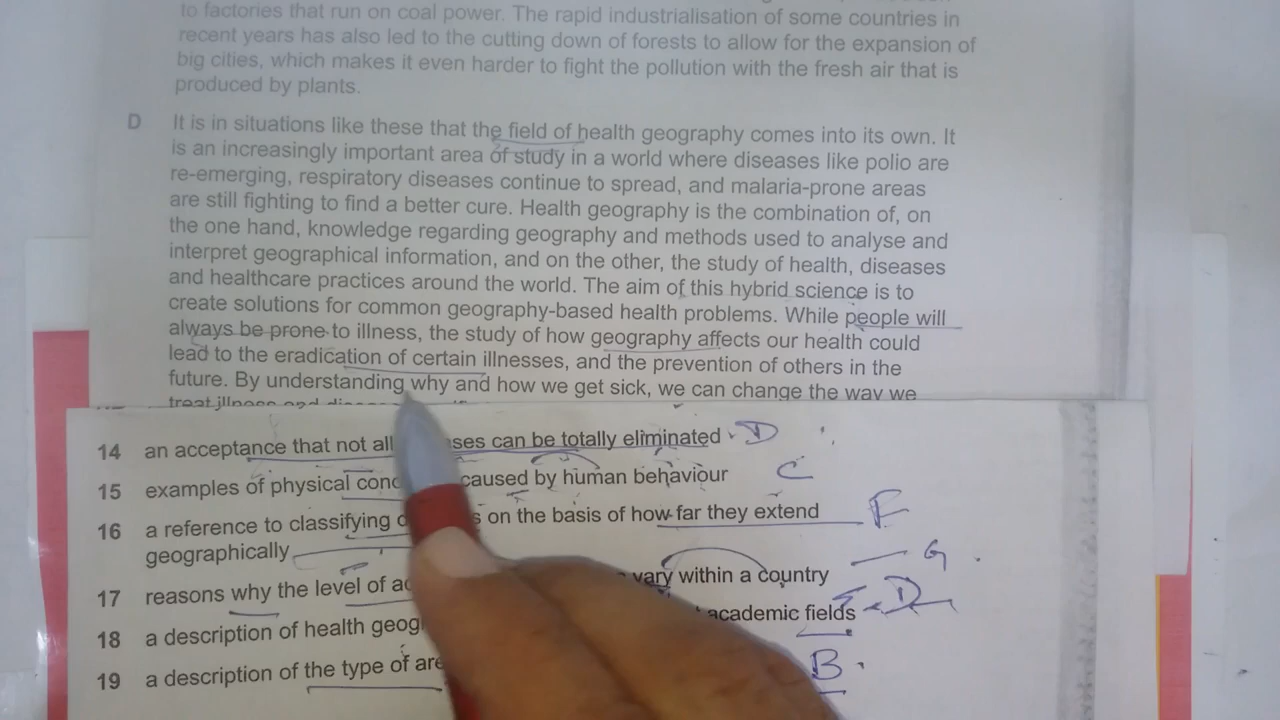 to factories that run on coal power. The rapid industrialisation of some countries in
recent years has also led to the cutting down of forests to allow for the expansion of
big cities, which makes it even harder to fight the pollution with the fresh air that is
produced by plants.
D It is in situations like these that the field of health geography comes into its own. It
is an increasingly important area of study in a world where diseases like polio are
re-emerging, respiratory diseases continue to spread, and malaria-prone areas
are still fighting to find a better cure. Health geography is the combination of, on
the one hand, knowledge regarding geography and methods used to analyse and
interpret geographical information, and on the other, the study of health, diseases
and healthcare practices around the world. The aim of this hybrid science is to
create solutions for common geography-based health problems. While people will
always be prone to illness, the study of how geography affects our health could
lead to the eradication of certain illnesses, and the prevention of others in the
future. By understanding why and how we get sick, we can change the way we
treat illness and
14 an acceptance that not all can be totally eliminated D
15 examples of physical caused by human behaviour C
16 a reference to classifying on the basis of how far they extend F
geographically
17 reasons why the level of vary within a country G
18 a description of health academic fields D
19 a description of the type of B